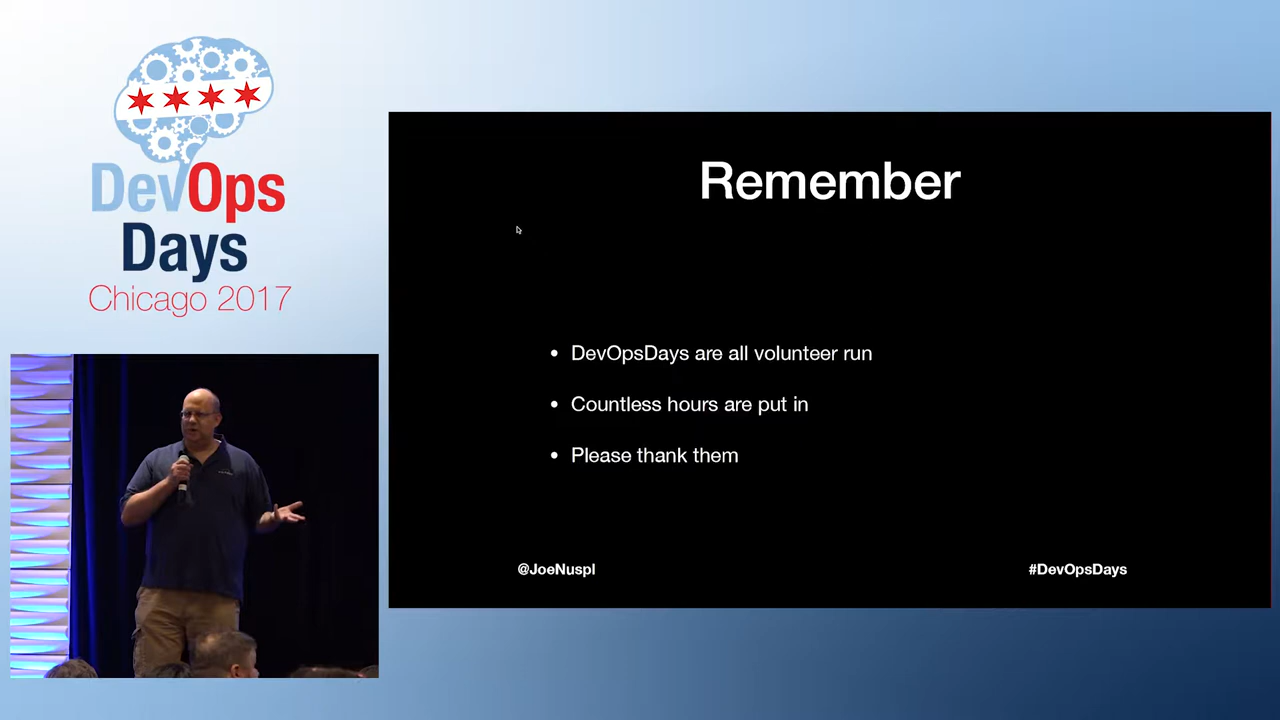 DevOps
Days
Chicago 2017
Remember
• DevOpsDays are all volunteer run
• Countless hours are put in
• Please thank them
@JoeNuspl
#DevOpsDays